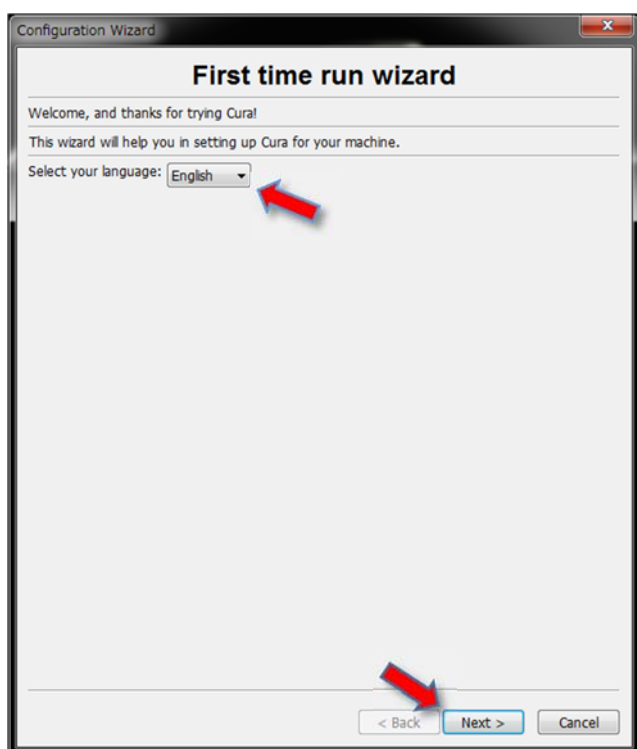 Configuration Wizard
First time run wizard
Welcome, and thanks for trying Cura!
This wizard will help you in setting up Cura for your machine.
Select your language: English
< Back Next > Cancel